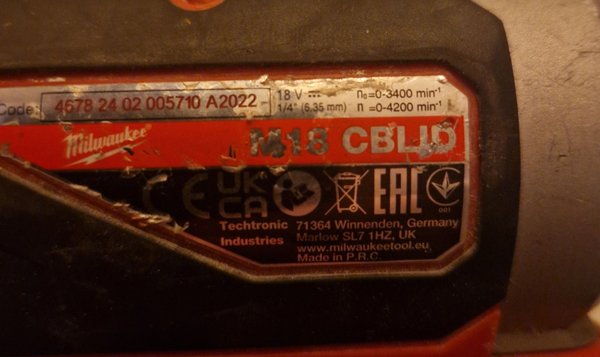 Code: 4678 24 02 005710 A2022
18 V ⎓ n₀=0-3400 min⁻¹
1/4" (6,35 mm) n =0-4200 min⁻¹
Milwaukee
M18 CBLID
CE UK CA EAC
001
Techtronic Industries
71364 Winnenden, Germany
Marlow SL7 1HZ, UK
www.milwaukeetool.eu
Made in P.R.C.